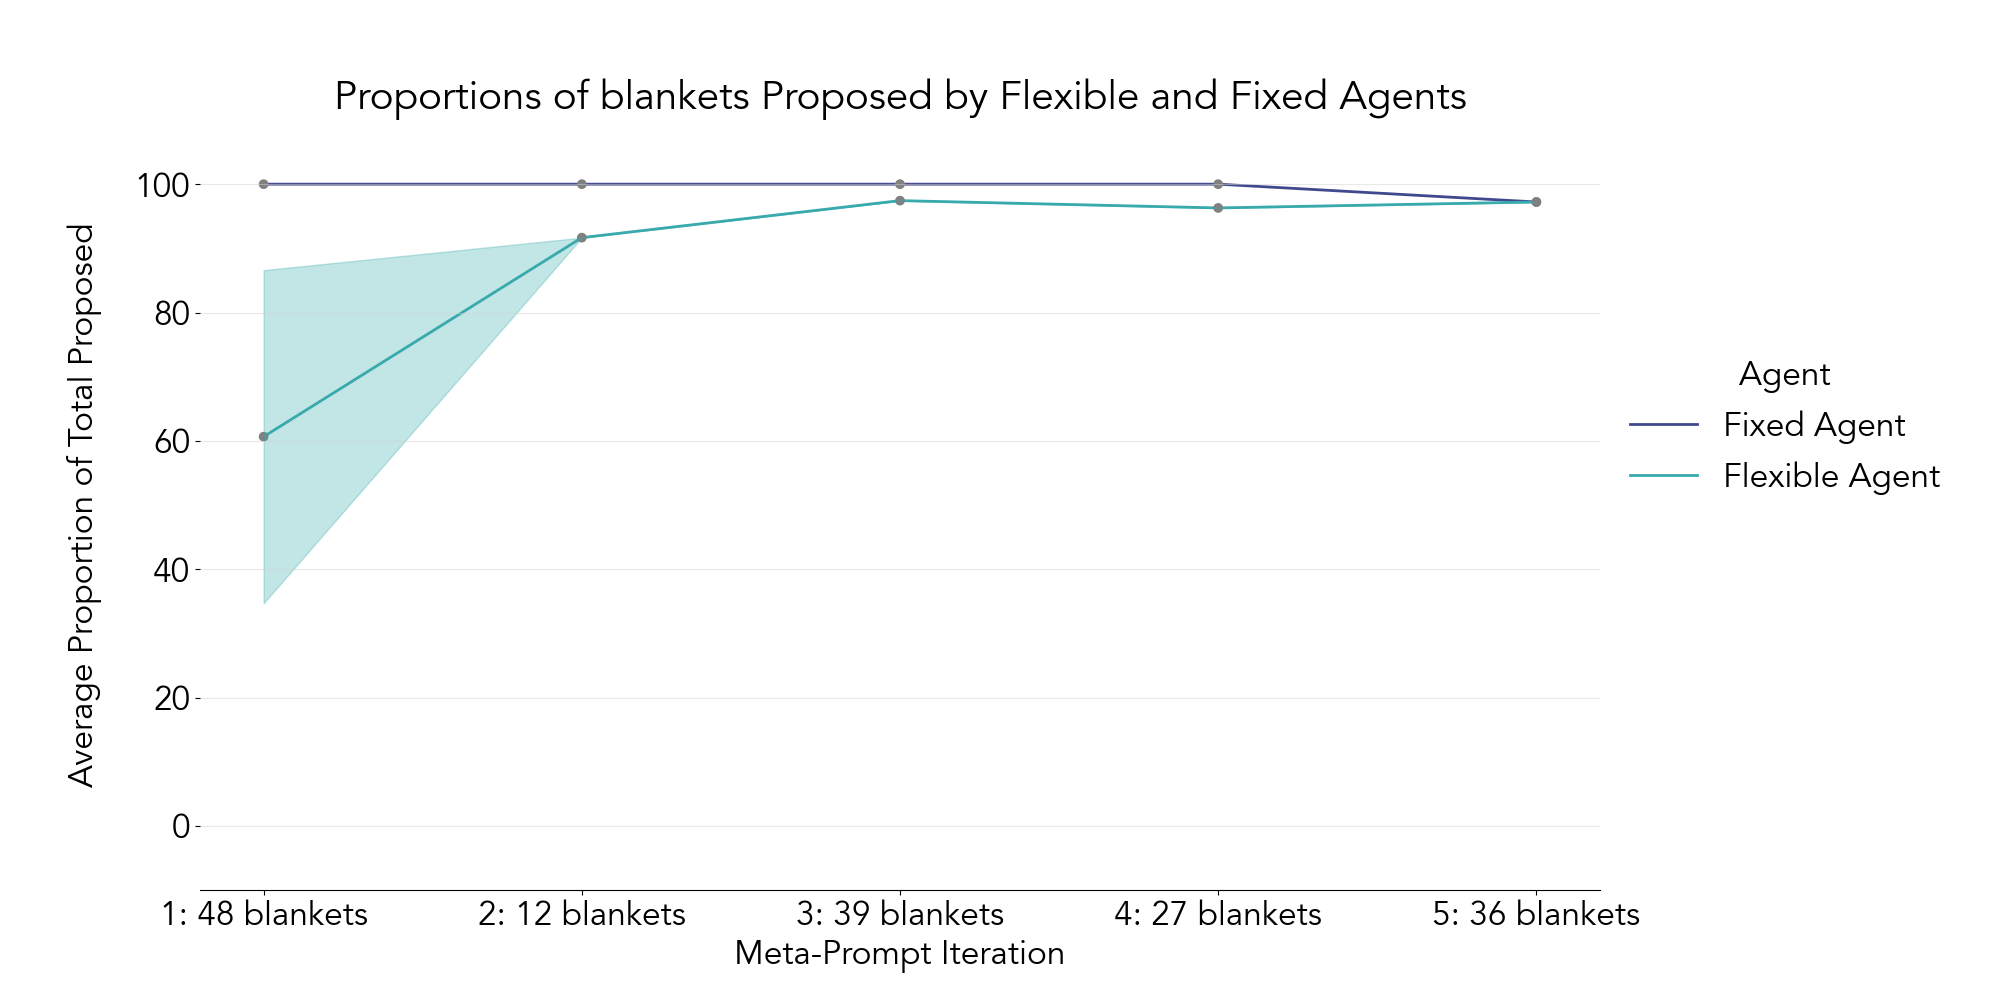 Proportions of blankets Proposed by Flexible and Fixed Agents
Average Proportion of Total Proposed
100
80
60
40
20
0
1: 48 blankets
2: 12 blankets
3: 39 blankets
4: 27 blankets
5: 36 blankets
Meta-Prompt Iteration
Agent
Fixed Agent
Flexible Agent